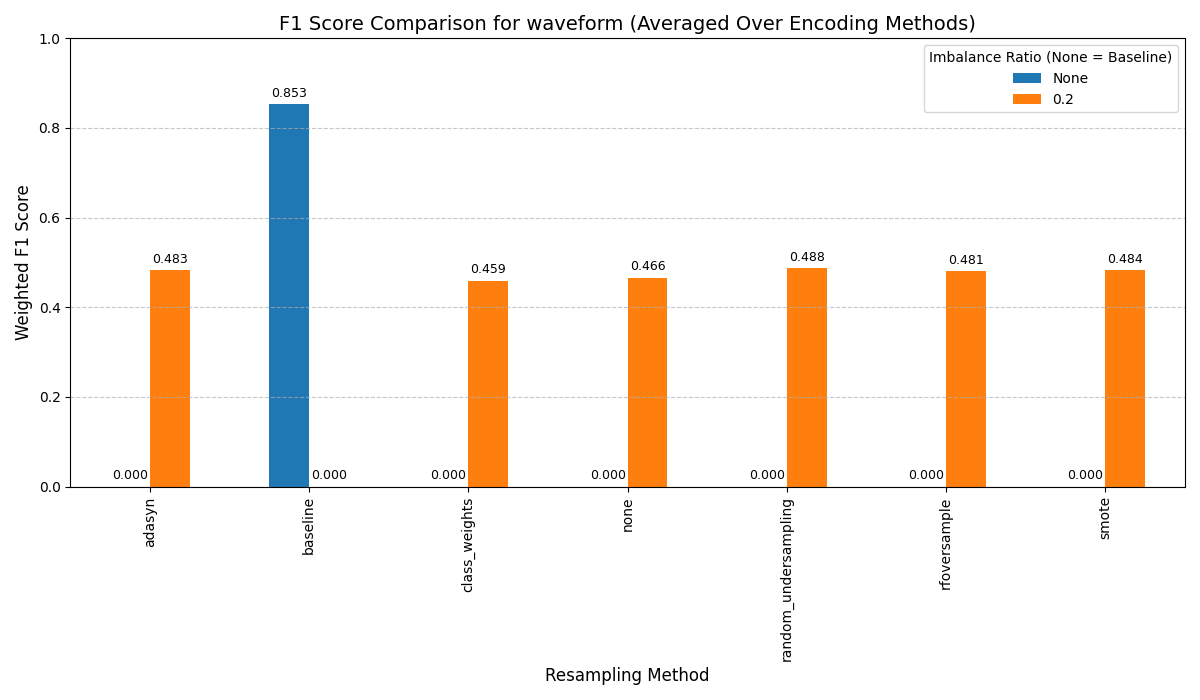 F1 Score Comparison for waveform (Averaged Over Encoding Methods)
Imbalance Ratio (None = Baseline)
None
0.2
Weighted F1 Score
1.0
0.8
0.6
0.4
0.2
0.0
0.000
0.483
0.853
0.000
0.000
0.459
0.000
0.466
0.000
0.488
0.000
0.481
0.000
0.484
adasyn
baseline
class_weights
none
random_undersampling
rfoversample
smote
Resampling Method